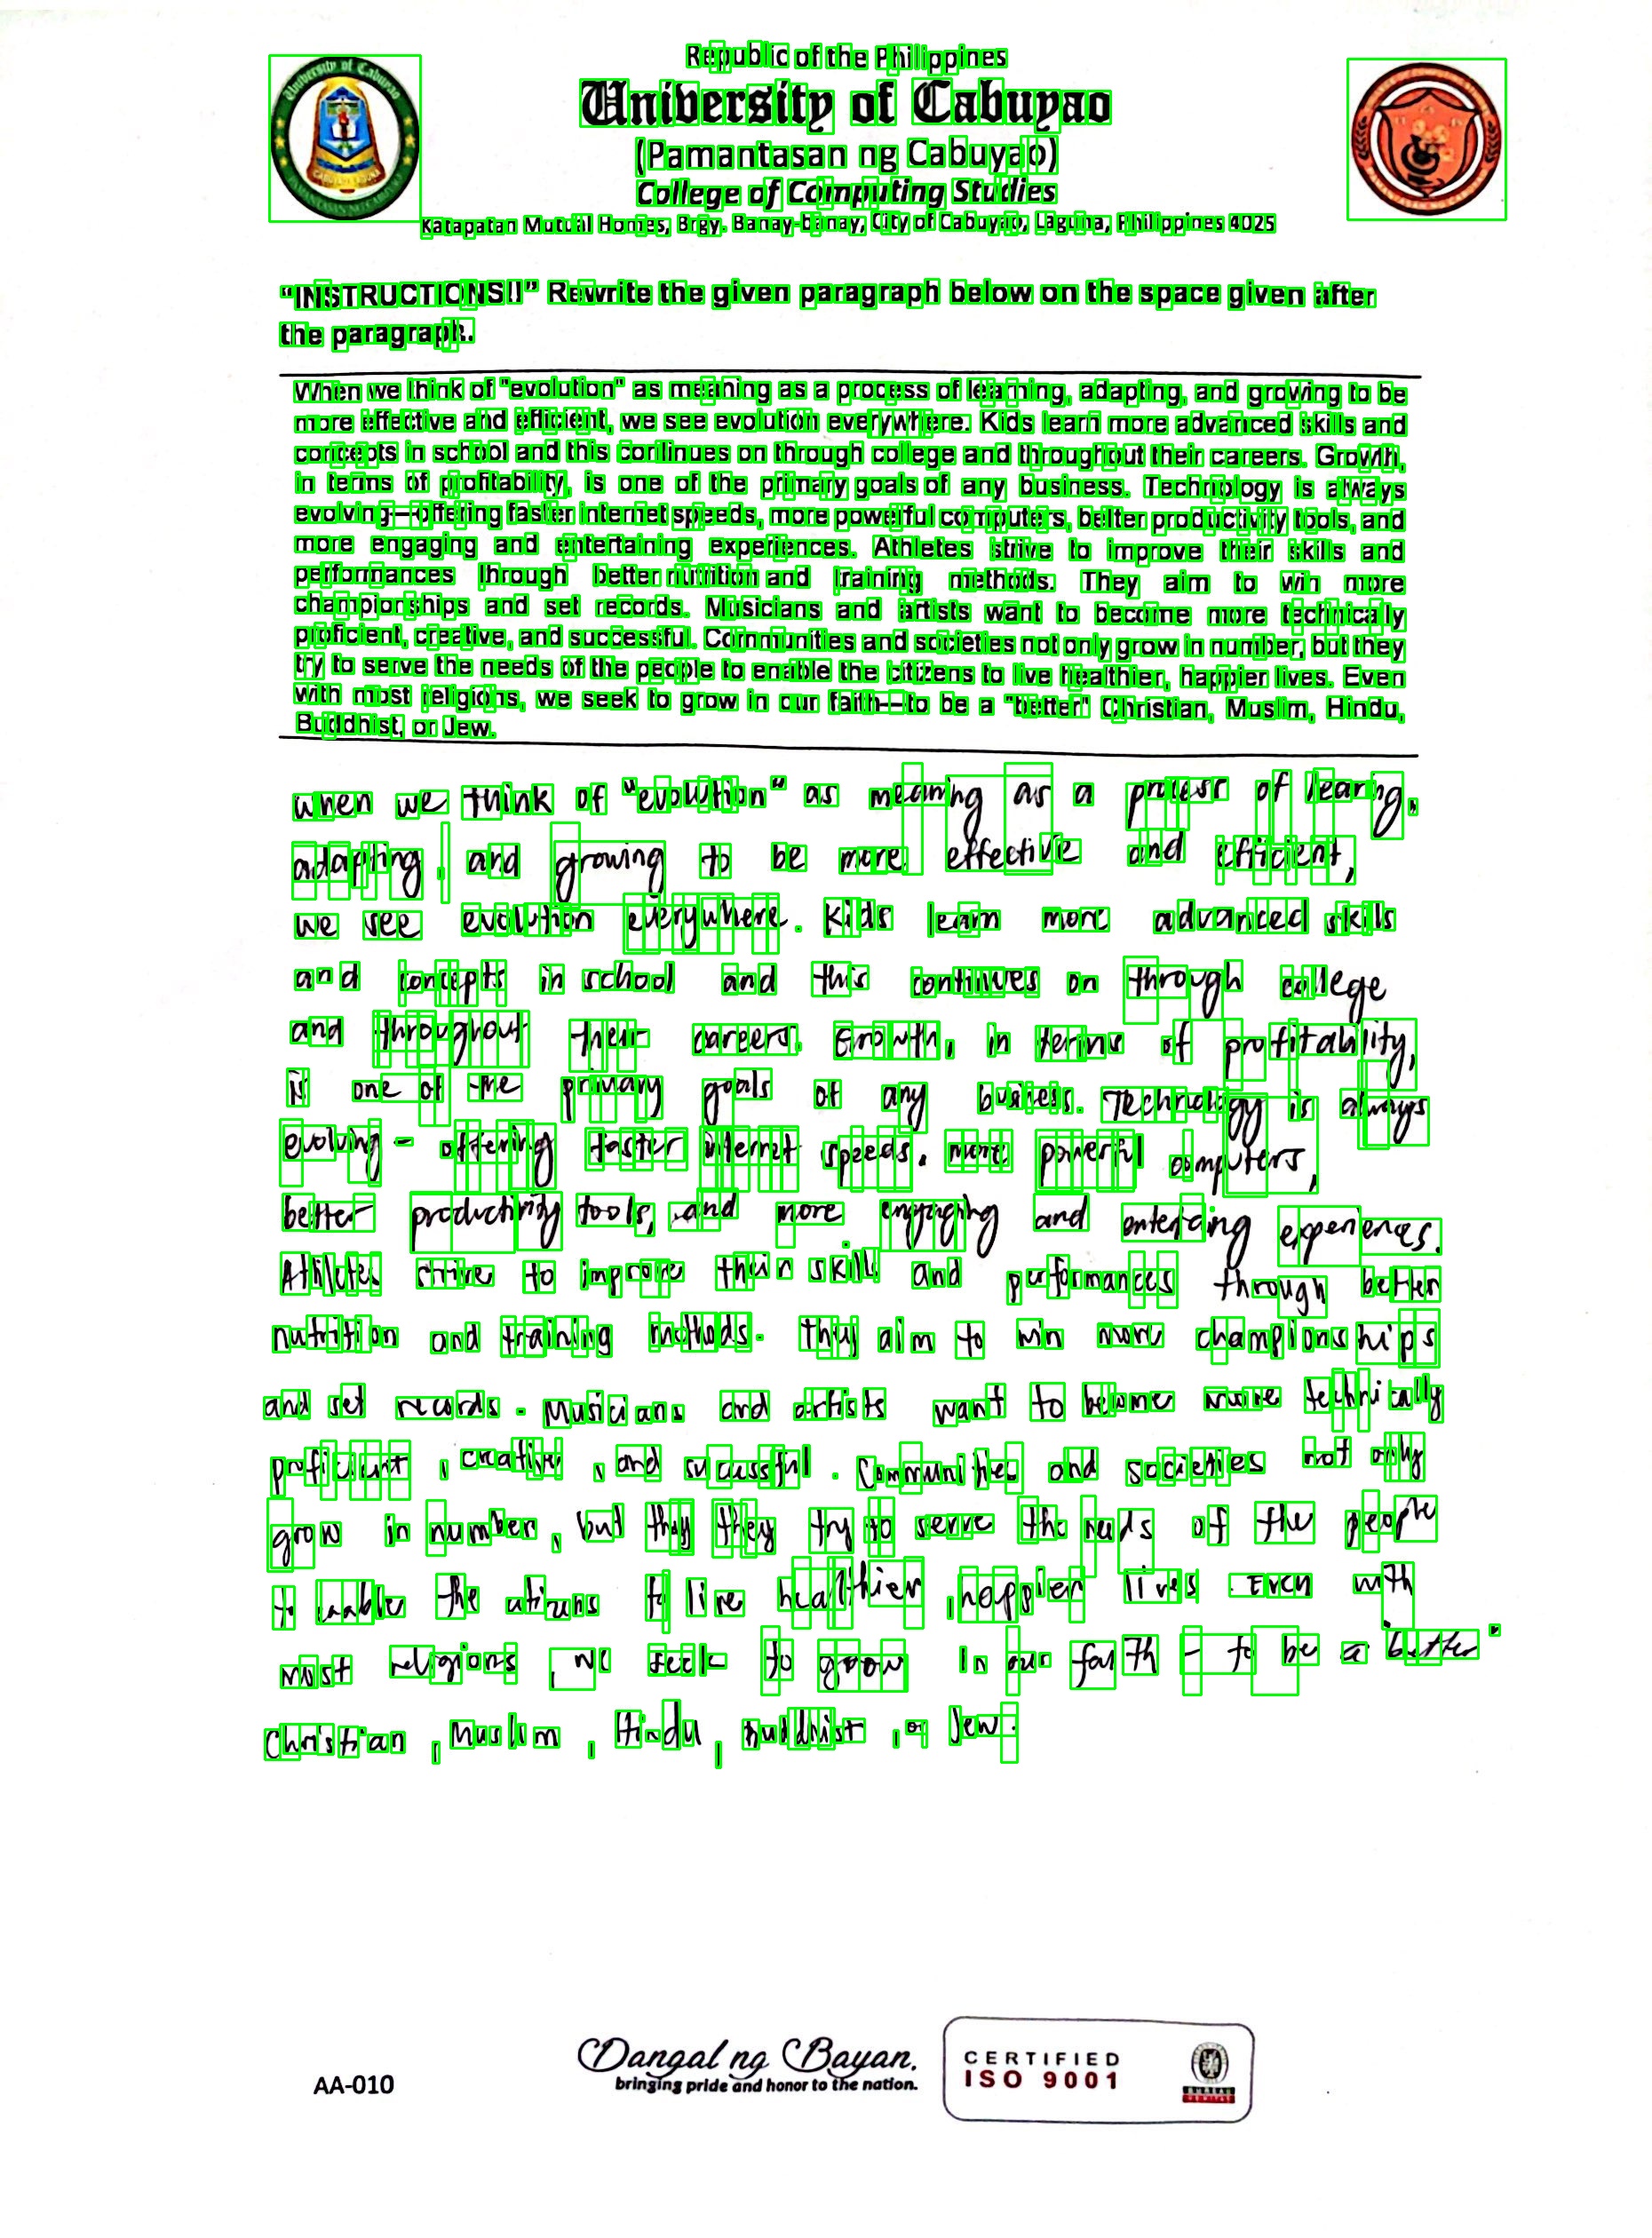 Republic of the Philippines
University of Cabuyao
(Pamantasan ng Cabuyao)
College of Computing Studies
Katapatan Mutual Homes, Brgy. Banay-banay, City of Cabuyao, Laguna, Philippines 4025
University of Cabuyao
“INSTRUCTIONS!!” Rewrite the given paragraph below on the space given after
the paragraph.
When we think of "evolution" as meaning as a process of learning, adapting, and growing to be
more effective and efficient, we see evolution everywhere. Kids learn more advanced skills and
concepts in school and this continues on through college and throughout their careers. Growth,
in terms of profitability, is one of the primary goals of any business. Technology is always
evolving—offering faster internet speeds, more powerful computers, better productivity tools, and
more engaging and entertaining experiences. Athletes strive to improve their skills and
performances through better nutrition and training methods. They aim to win more
championships and set records. Musicians and artists want to become more technically
proficient, creative, and successful. Communities and societies not only grow in number, but they
try to serve the needs of the people to enable the citizens to live healthier, happier lives. Even
with most religions, we seek to grow in our faith—to be a "better" Christian, Muslim, Hindu,
Buddhist, or Jew.
when we think of "evolution" as meaning as a process of learing,
adapting, and growing to be more effective and efficient,
we see evolution everywhere. Kids learn more advanced skills
and concepts in school and this continues on through college
and throughout their careers. Growth, in terms of profitability,
is one of the primary goals of any business. Technology is always
evolving - offering faster internet speeds. more powerful computers,
better productivity tools, and more engaging and entertaing experiences.
Athletes strive to improve their skills and performances through better
nutrition and training methods. they aim to win more championships
and set records. Musicians and artists want to become more technically
proficient, creative, and successful. Communities and societies not only
grow in number, but they they try to serve the needs of the people
to enable the citizens to live healthier, happier lives. Even with
most religions, we seek to grow In our faith - to be a better"
Christian, Muslim, Hindu, Buddhist, or Jew.
AA-010
Dangal ng Bayan.
bringing pride and honor to the nation.
CERTIFIED
ISO 9001
BUREAU
VERITAS